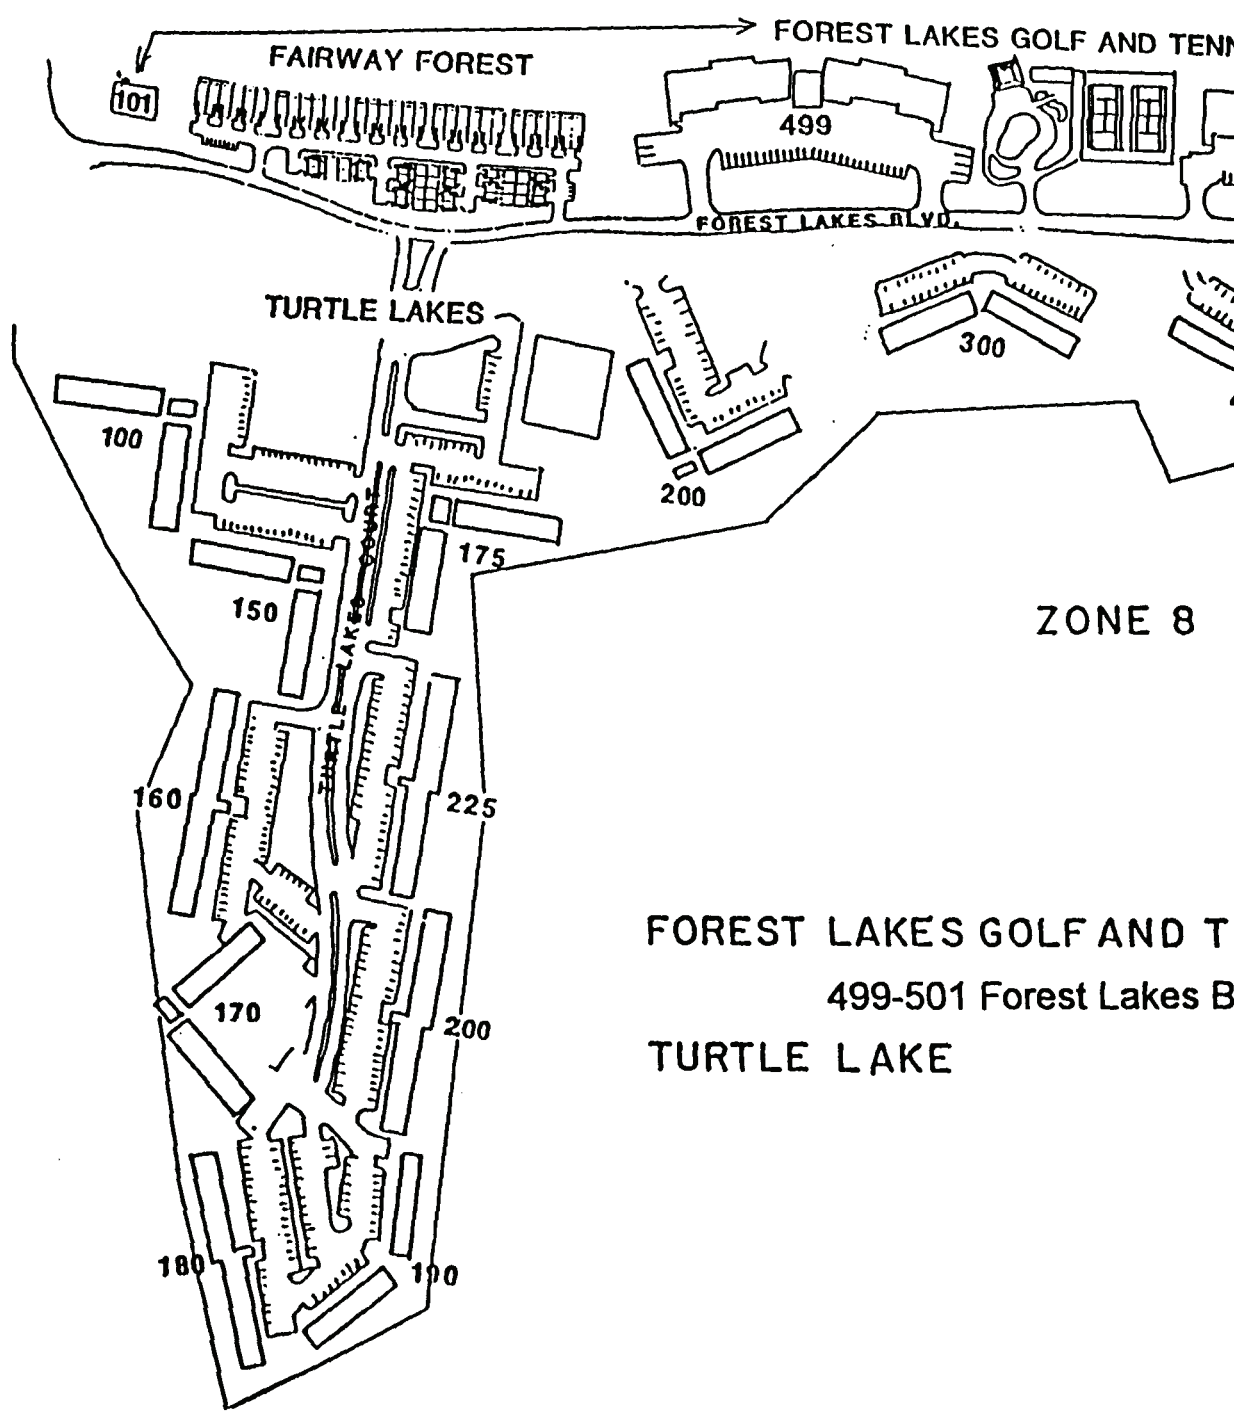 FOREST LAKES GOLF AND TENN
FAIRWAY FOREST
101
499
FOREST LAKES BLVD.
TURTLE LAKES
300
100
200
175
TURTLE LAKES COURT
150
ZONE 8
160
225
FOREST LAKES GOLF AND T
499-501 Forest Lakes B
170
200
TURTLE LAKE
180
190